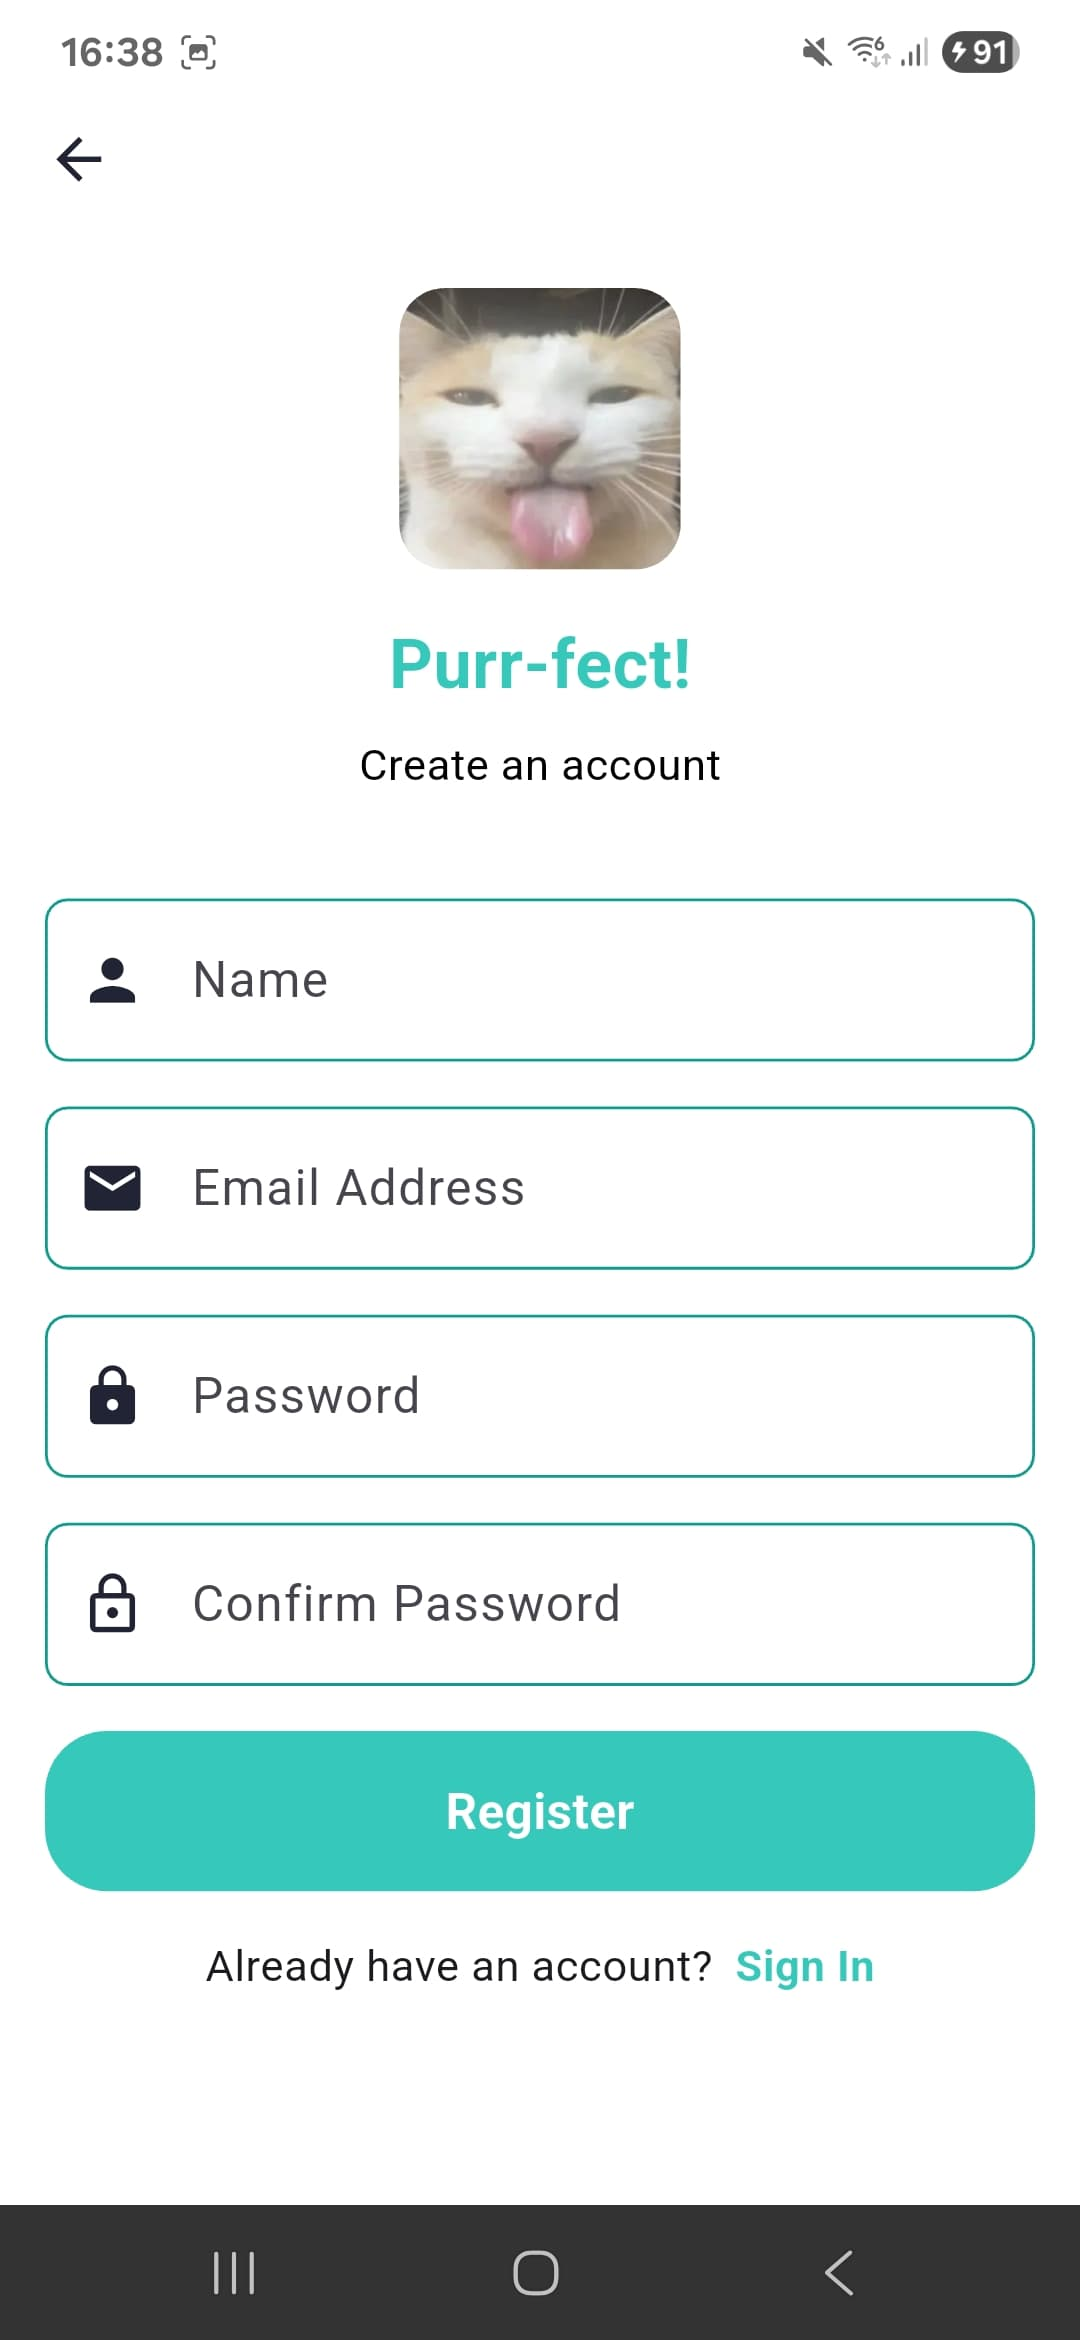 16:38 6 91
Purr-fect!
Create an account
Name
Email Address
Password
Confirm Password
Register
Already have an account? Sign In